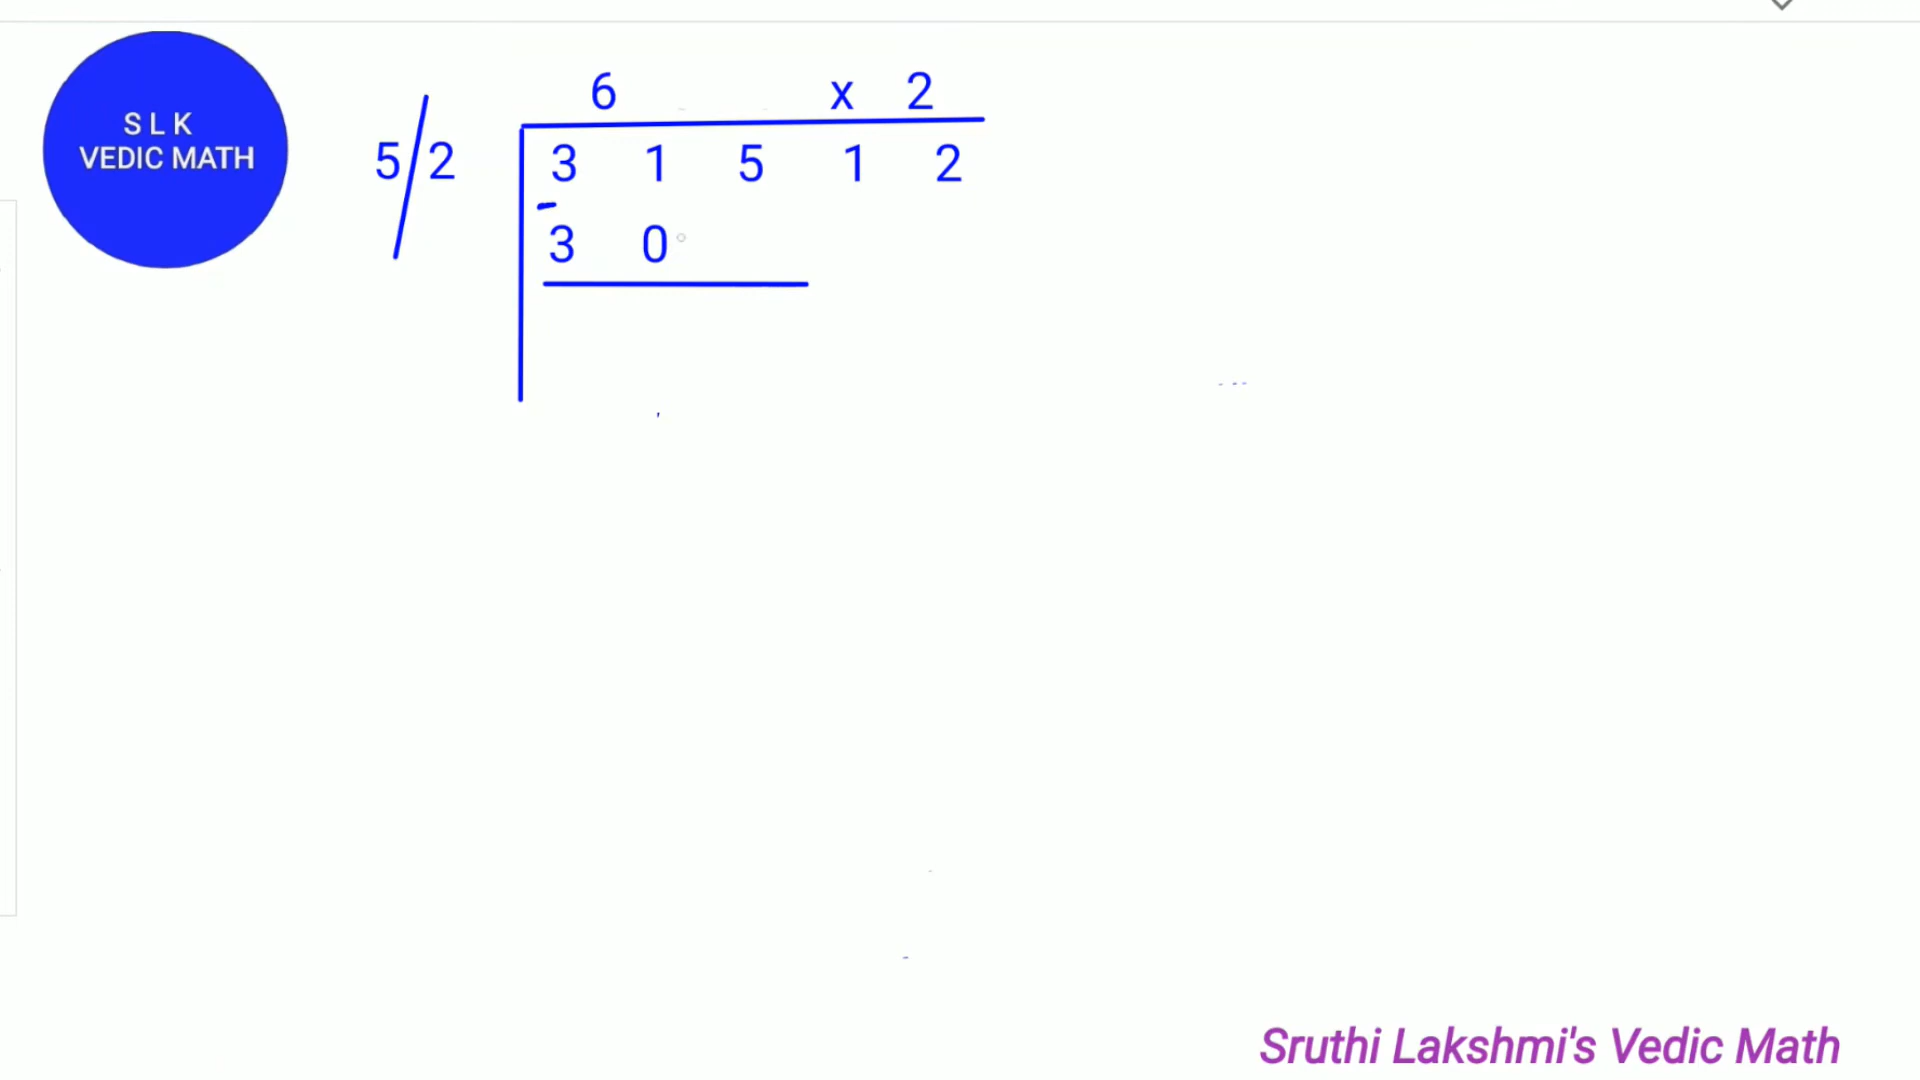 S L K
VEDIC MATH
6 x 2
5/2 3 1 5 1 2
- 3 0
Sruthi Lakshmi's Vedic Math